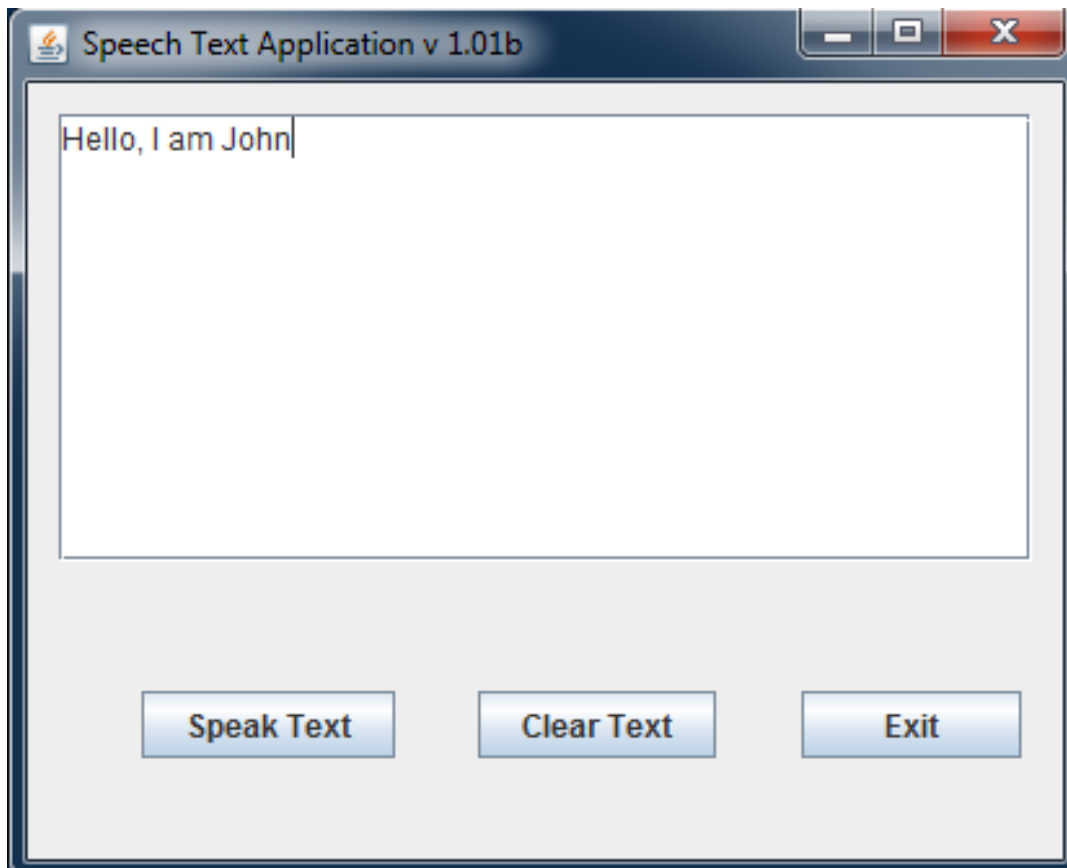 Speech Text Application v 1.01b
Hello, I am John
Speak Text Clear Text Exit